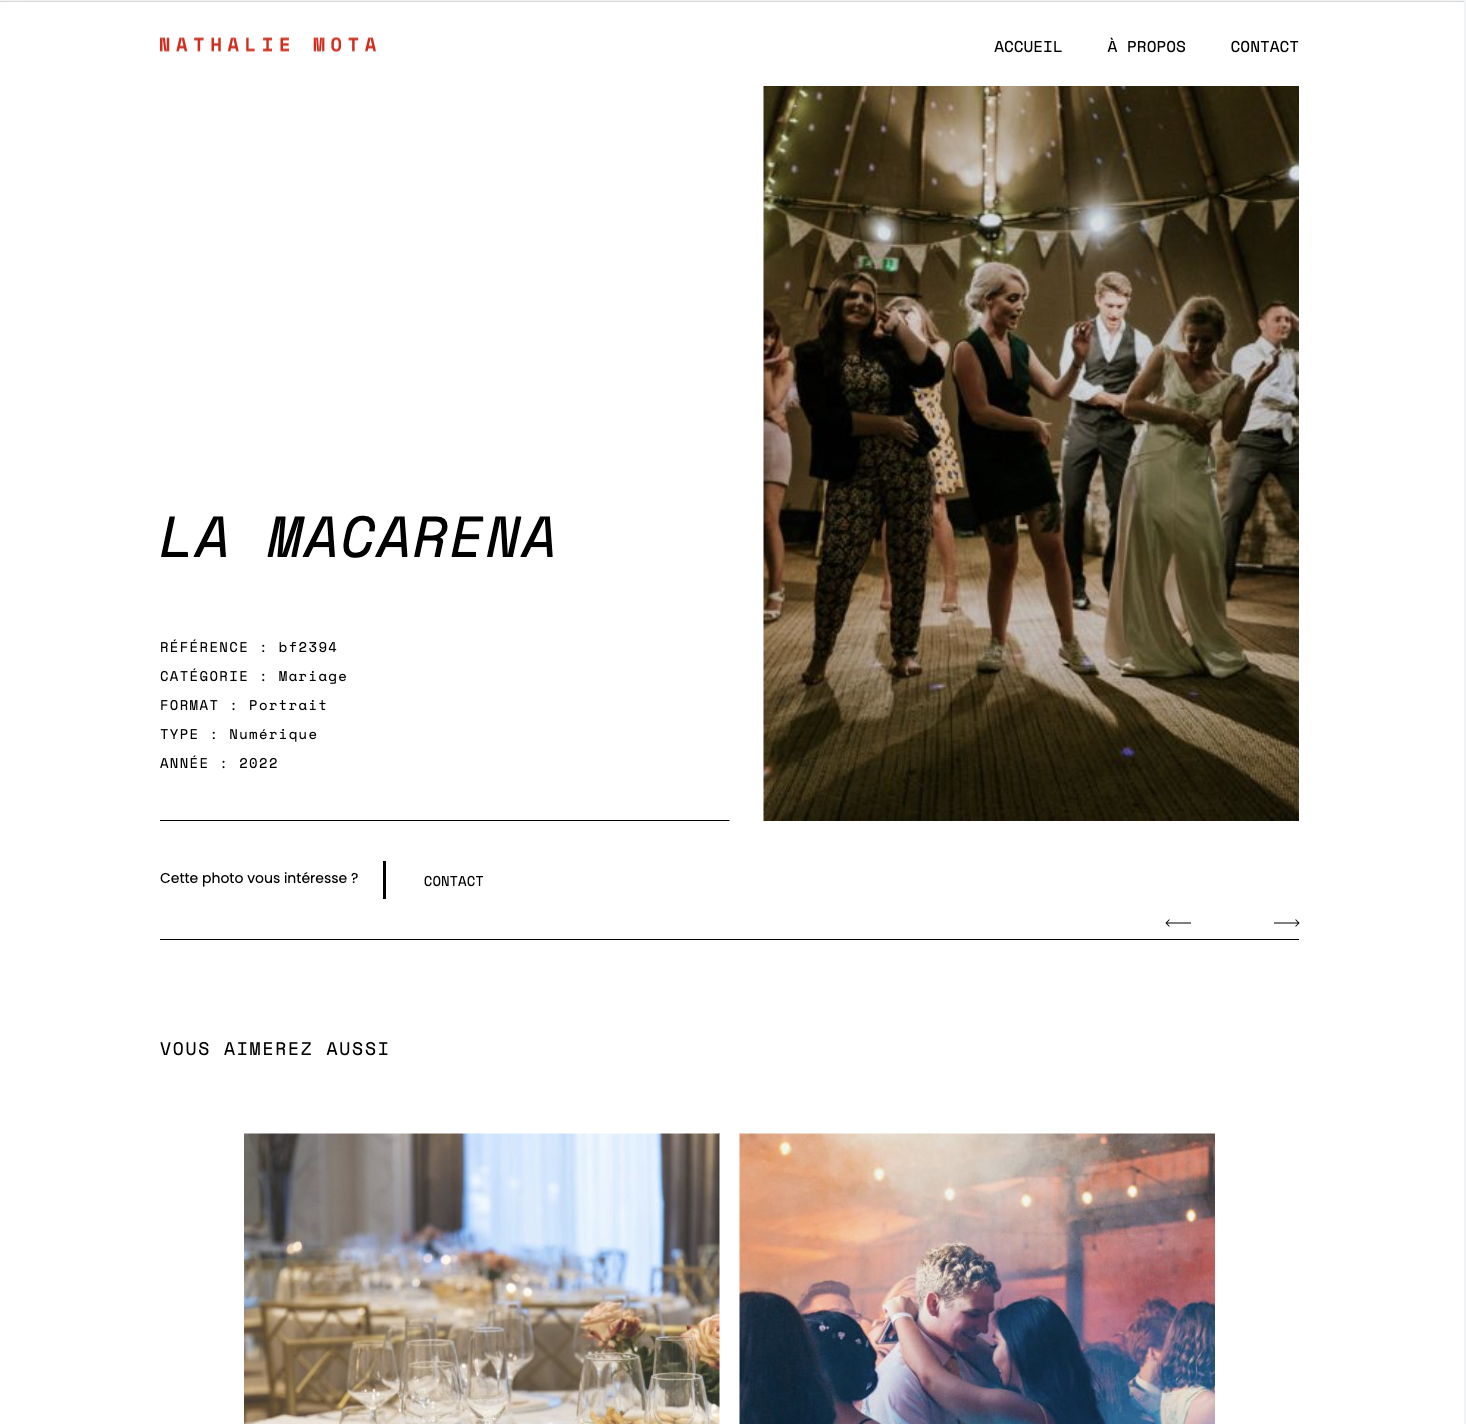 NATHALIE MOTA
ACCUEIL À PROPOS CONTACT
LA MACARENA
RÉFÉRENCE : bf2394
CATÉGORIE : Mariage
FORMAT : Portrait
TYPE : Numérique
ANNÉE : 2022
Cette photo vous intéresse ?
CONTACT
VOUS AIMEREZ AUSSI